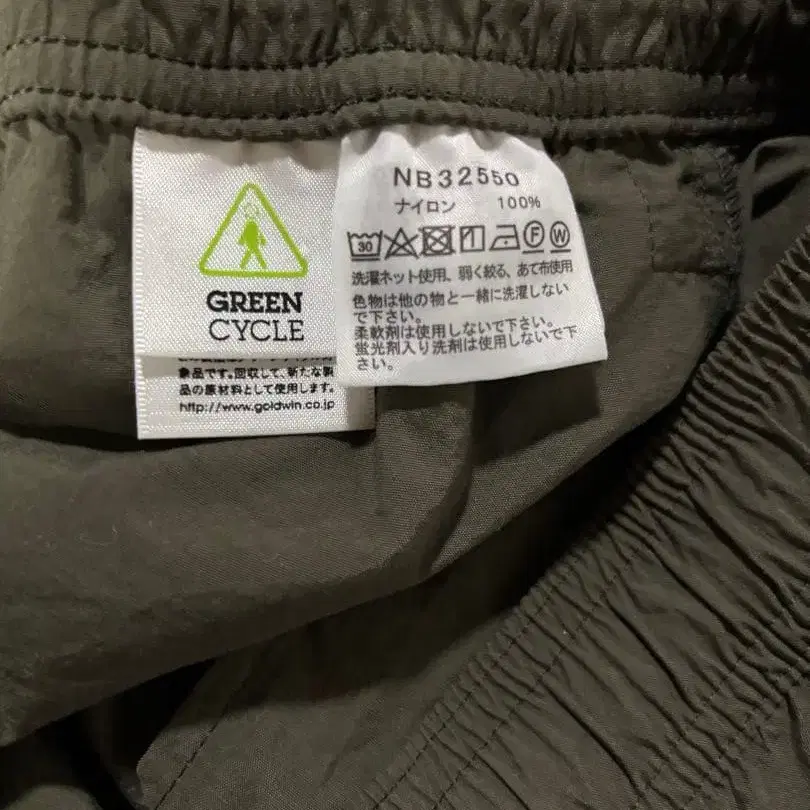 GREEN
CYCLE
象品です。回収して、新たな製
品の原材料として使用します。
http://www.goldwin.co.jp
NB32550
ナイロン 100%
30
F
W
洗濯ネット使用、弱く絞る、あて布使用
色物は他の物と一緒に洗濯しない
で下さい。
柔軟剤は使用しないで下さい。
蛍光剤入り洗剤は使用しないで下
さい。